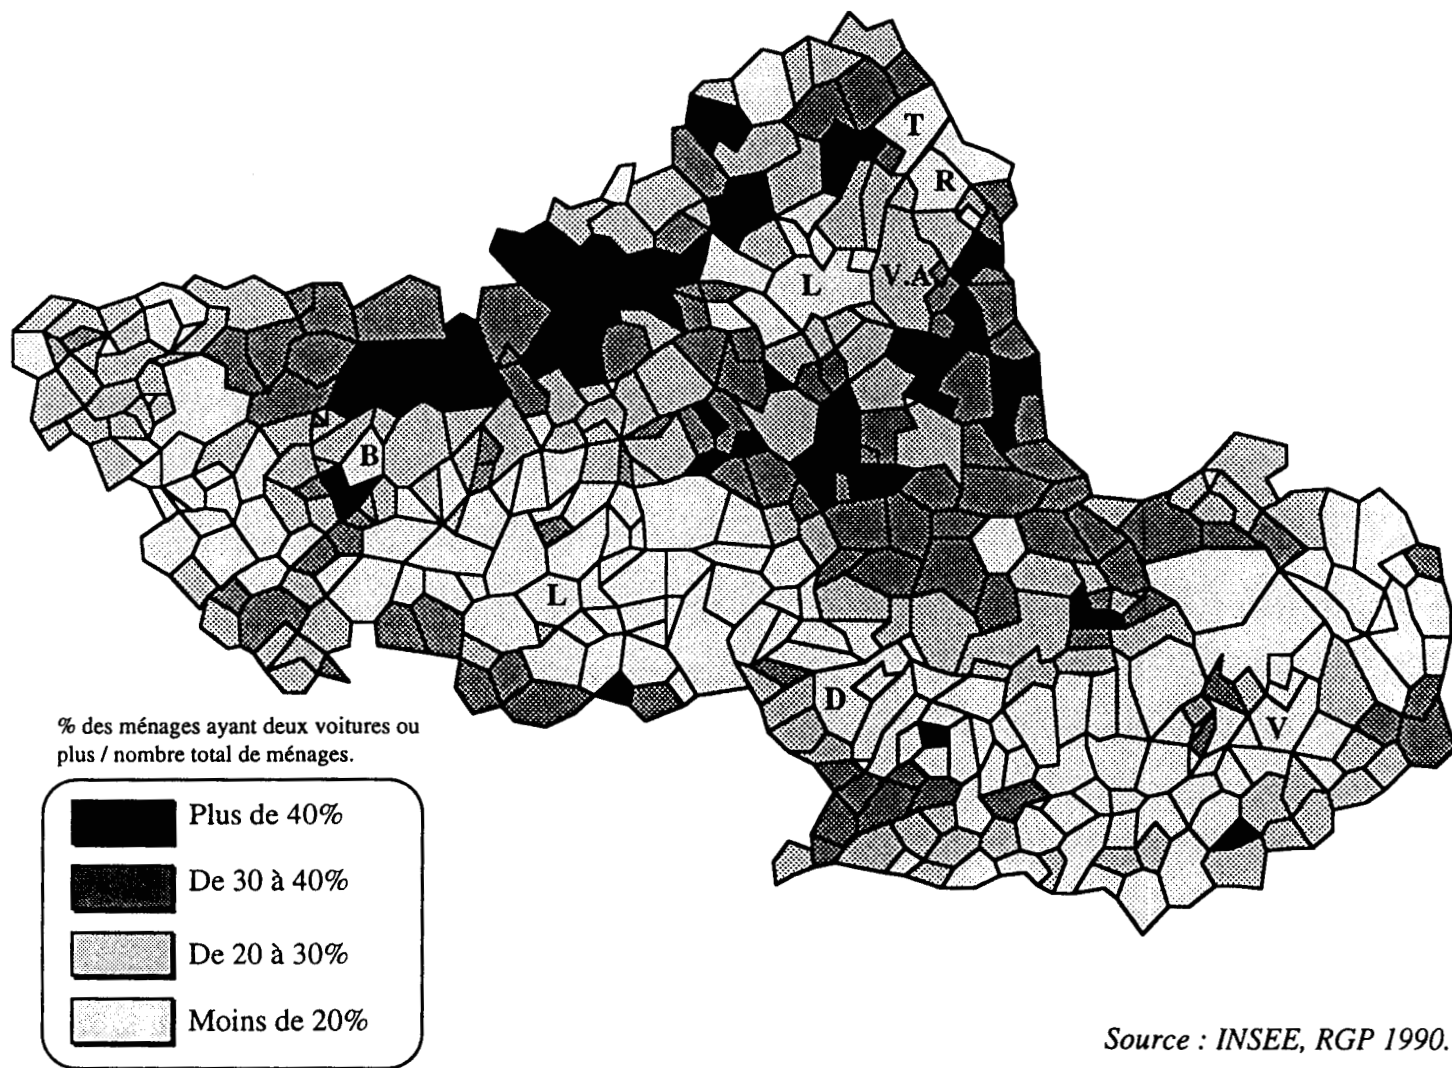 T
R
L
V.A
B
L
D
V
% des ménages ayant deux voitures ou
plus / nombre total de ménages.
Plus de 40%
De 30 à 40%
De 20 à 30%
Moins de 20%
Source : INSEE, RGP 1990.